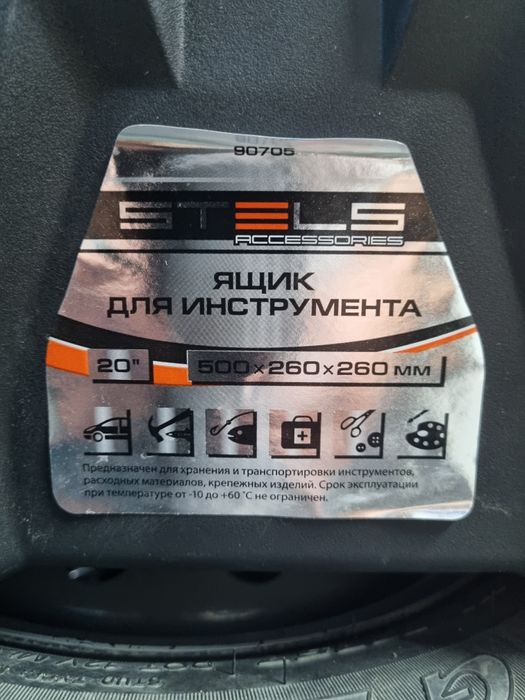 90705
STELS
ACCESSORIES
ЯЩИК
ДЛЯ ИНСТРУМЕНТА
20" 500×260×260 ММ
Предназначен для хранения и транспортировки инструментов,
расходных материалов, крепежных изделий. Срок эксплуатации
при температуре от -10 до +60 °С не ограничен.